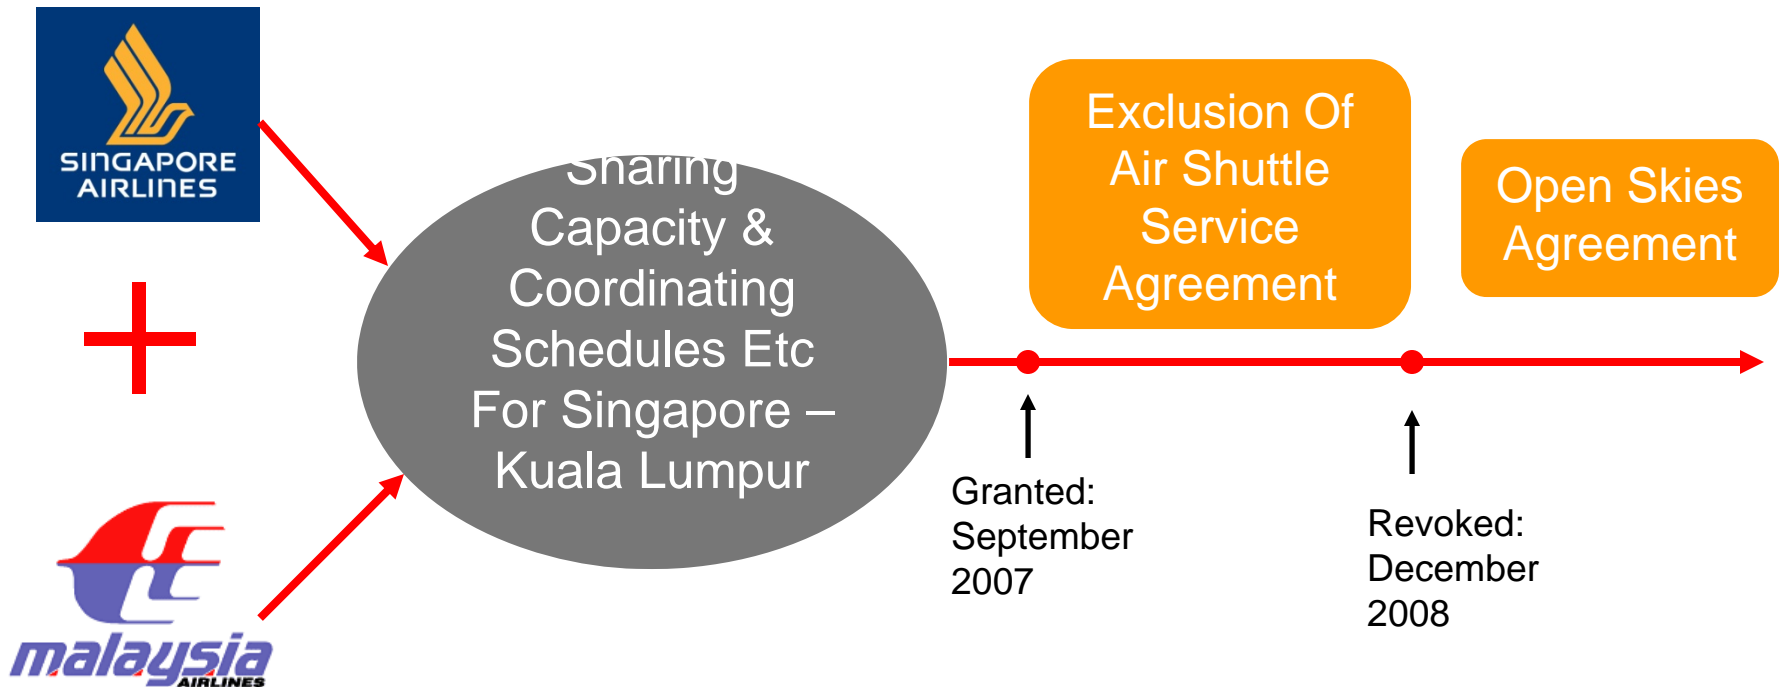 SINGAPORE
AIRLINES
malaysia
AIRLINES
Sharing
Capacity &
Coordinating
Schedules Etc
For Singapore –
Kuala Lumpur
Exclusion Of
Air Shuttle
Service
Agreement
Open Skies
Agreement
Granted:
September
2007
Revoked:
December
2008